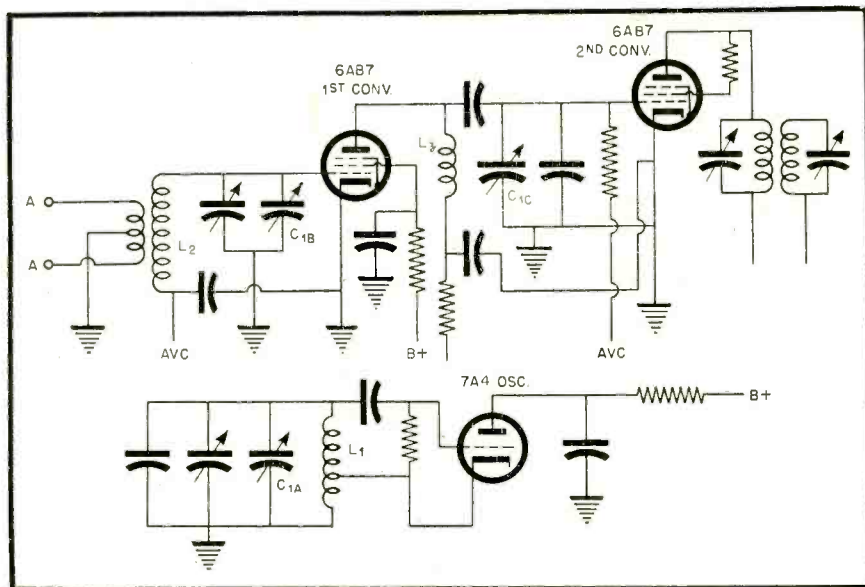 6AB7
2ND CONV.
6AB7
1ST CONV.
L3
A
C1B
C1C
L2
A
AVC
B+
AVC
7A4 OSC.
B+
L1
C1A